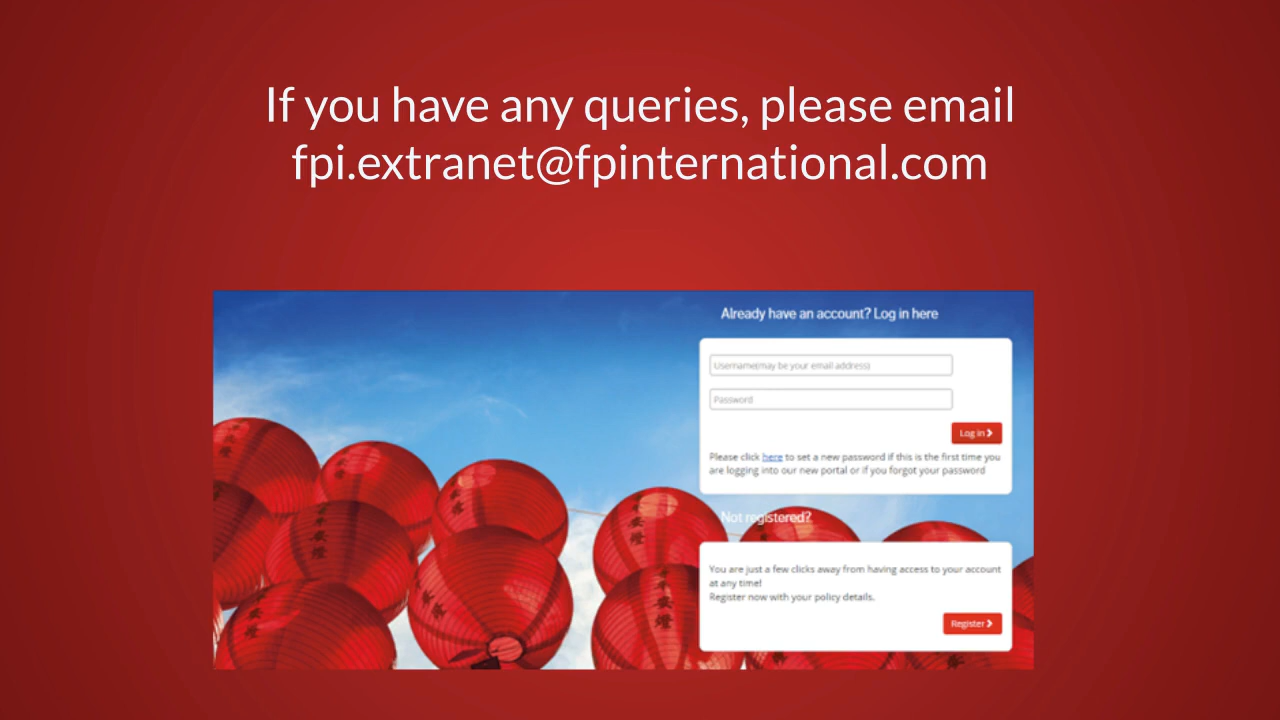 If you have any queries, please email
fpi.extranet@fpinternational.com
Already have an account? Log in here
Username(may be your email address)
Password
Log in
Please click here to set a new password if this is the first time you
are logging into our new portal or if you forgot your password
Not registered?
You are just a few clicks away from having access to your account
at any time!
Register now with your policy details.
Register